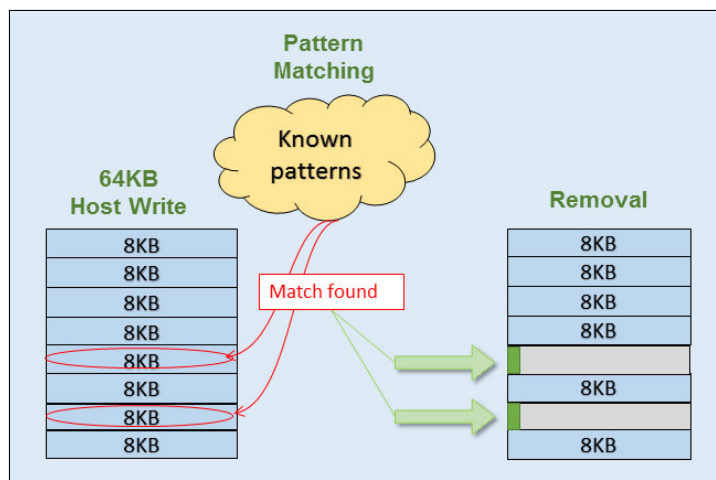 Pattern
Matching
Known
patterns
64KB
Host Write
8KB
8KB
8KB
8KB
8KB
8KB
8KB
8KB
Match found
Removal
8KB
8KB
8KB
8KB
8KB
8KB